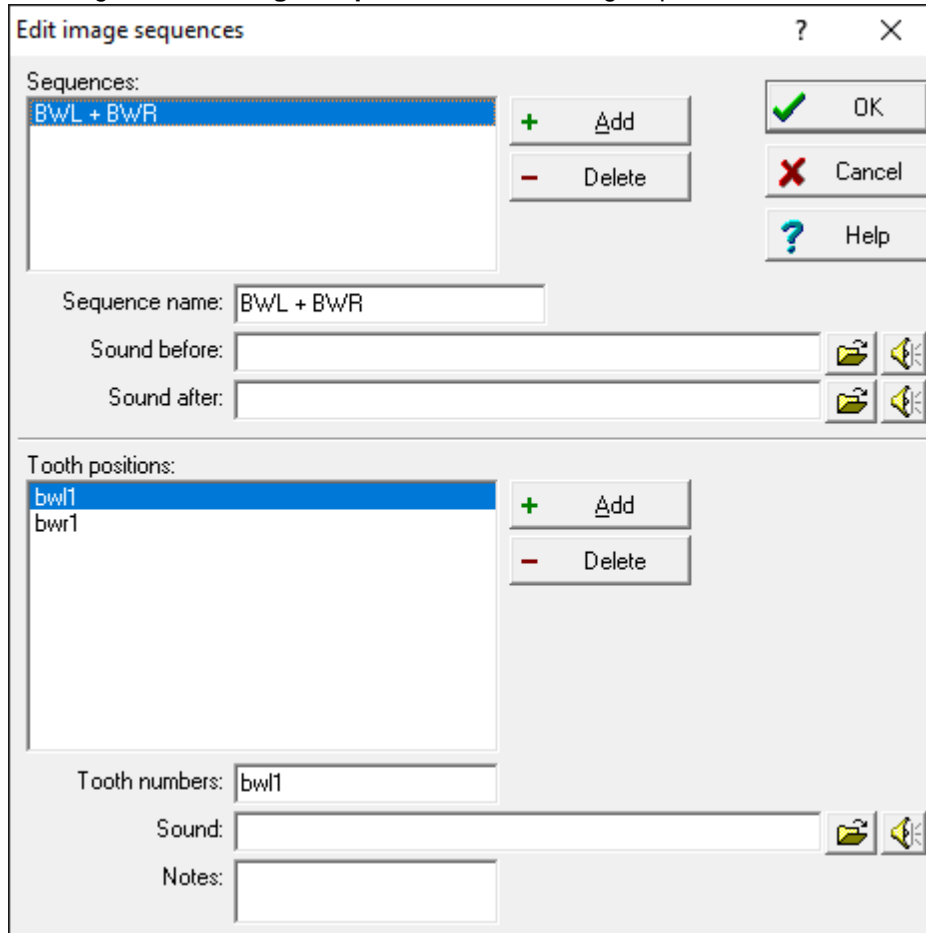 Edit image sequences ?
Sequences:
BWL + BWR
+ Add
− Delete
OK
Cancel
? Help
Sequence name: BWL + BWR
Sound before:
Sound after:
Tooth positions:
bwl1
bwr1
+ Add
− Delete
Tooth numbers: bwl1
Sound:
Notes: